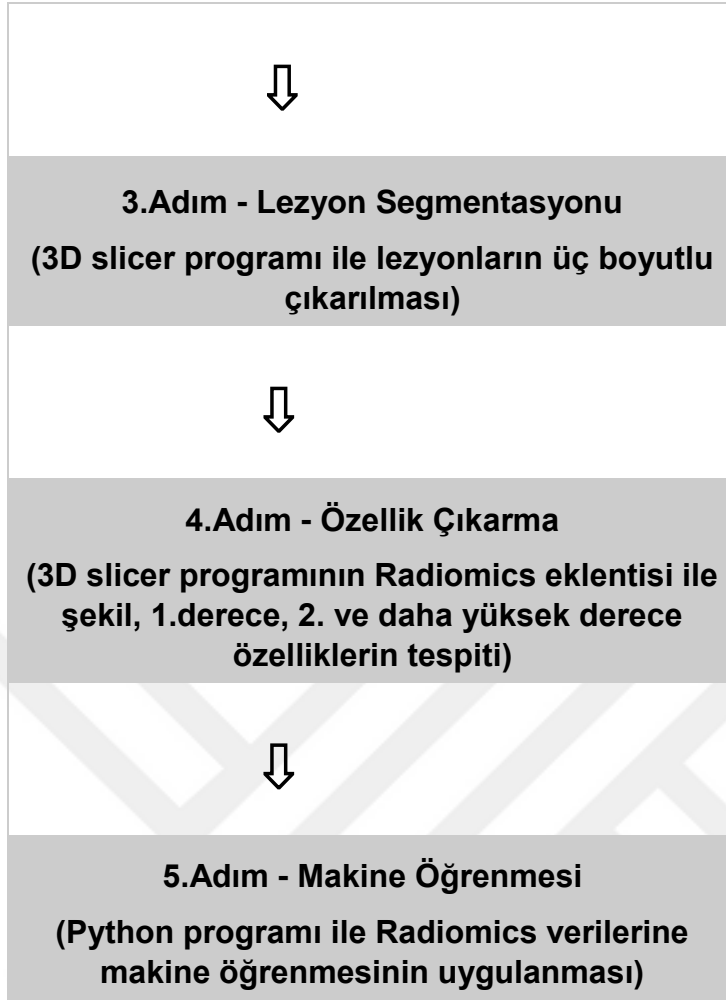 3.Adım - Lezyon Segmentasyonu
(3D slicer programı ile lezyonların üç boyutlu
çıkarılması)
4.Adım - Özellik Çıkarma
(3D slicer programının Radiomics eklentisi ile
şekil, 1.derece, 2. ve daha yüksek derece
özelliklerin tespiti)
5.Adım - Makine Öğrenmesi
(Python programı ile Radiomics verilerine
makine öğrenmesinin uygulanması)